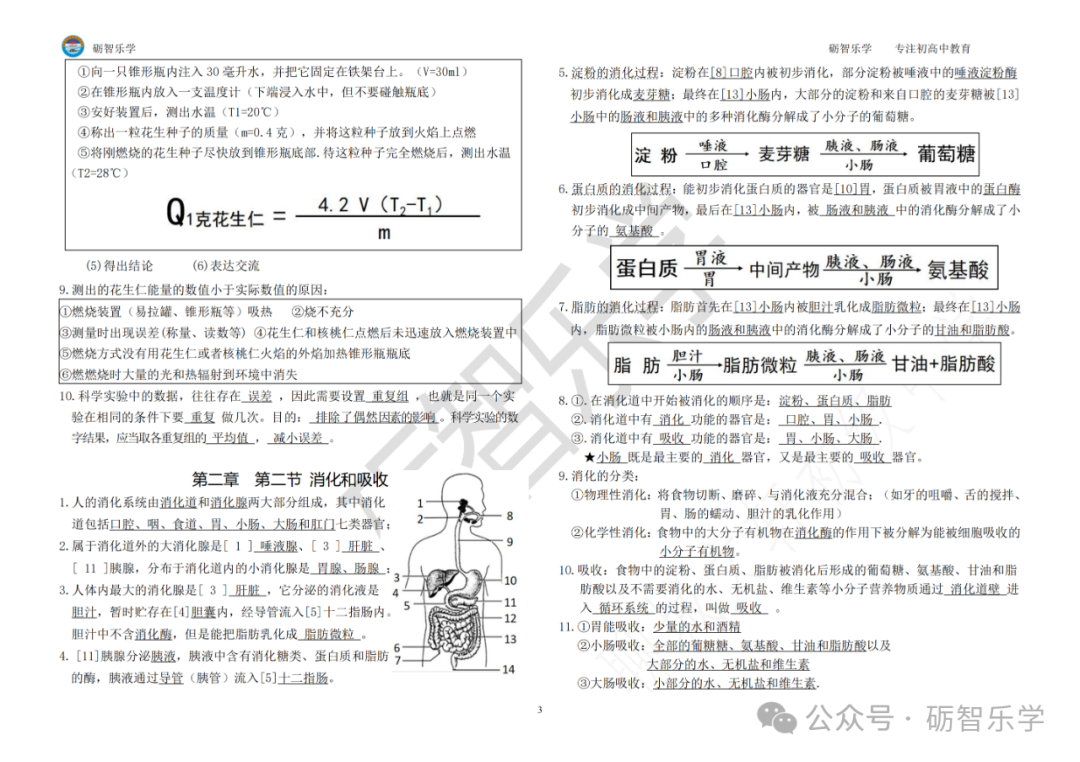 砺智乐学
砺智乐学 专注初高中教育
①向一只锥形瓶内注入 30 毫升水，并把它固定在铁架台上。（V=30ml）
②在锥形瓶内放入一支温度计（下端浸入水中，但不要碰触瓶底）
③安好装置后，测出水温（T1=20℃）
④称出一粒花生种子的质量（m=0.4 克），并将这粒种子放到火焰上点燃
⑤将刚燃烧的花生种子尽快放到锥形瓶底部.待这粒种子完全燃烧后，测出水温
（T2=28℃）
Q1克花生仁 = 4.2 V（T2-T1） / m
(5)得出结论 (6)表达交流
9.测出的花生仁能量的数值小于实际数值的原因：
①燃烧装置（易拉罐、锥形瓶等）吸热 ②烧不充分
③测量时出现误差(称量、读数等) ④花生仁和核桃仁点燃后未迅速放入燃烧装置中
⑤燃烧方式没有用花生仁或者核桃仁火焰的外焰加热锥形瓶瓶底
⑥燃燃烧时大量的光和热辐射到环境中消失
10.科学实验中的数据，往往存在 误差 ，因此需要设置 重复组 ，也就是同一个实
验在相同的条件下要 重复 做几次。目的： 排除了偶然因素的影响 。科学实验的数
字结果，应当取各重复组的 平均值 ， 减小误差 。
第二章 第二节 消化和吸收
1.人的消化系统由消化道和消化腺两大部分组成，其中消化
道包括口腔、咽、食道、胃、小肠、大肠和肛门七类器官；
2.属于消化道外的大消化腺是[ 1 ] 唾液腺、[ 3 ] 肝脏 、
[ 11 ]胰腺，分布于消化道内的小消化腺是 胃腺、肠腺 ；
3.人体内最大的消化腺是[ 3 ] 肝脏 ，它分泌的消化液是
胆汁，暂时贮存在[4]胆囊内，经导管流入[5]十二指肠内。
胆汁中不含消化酶，但是能把脂肪乳化成 脂肪微粒 。
4. [11]胰腺分泌胰液，胰液中含有消化糖类、蛋白质和脂肪
的酶，胰液通过导管（胰管）流入[5]十二指肠。
1
2
3
4
5
6
7
8
9
10
11
12
13
14
5.淀粉的消化过程：淀粉在[8]口腔内被初步消化，部分淀粉被唾液中的唾液淀粉酶
初步消化成麦芽糖；最终在[13]小肠内，大部分的淀粉和来自口腔的麦芽糖被[13]
小肠中的肠液和胰液中的多种消化酶分解成了小分子的葡萄糖。
淀 粉 唾液 口腔 麦芽糖 胰液、肠液 小肠 葡萄糖
6.蛋白质的消化过程：能初步消化蛋白质的器官是[10]胃，蛋白质被胃液中的蛋白酶
初步消化成中间产物，最后在[13]小肠内，被 肠液和胰液 中的消化酶分解成了小
分子的 氨基酸 。
蛋白质 胃液 胃 中间产物 胰液、肠液 小肠 氨基酸
7.脂肪的消化过程：脂肪首先在[13]小肠内被胆汁乳化成脂肪微粒；最终在[13]小肠
内，脂肪微粒被小肠内的肠液和胰液中的消化酶分解成了小分子的甘油和脂肪酸。
脂 肪 胆汁 小肠 脂肪微粒 胰液、肠液 小肠 甘油+脂肪酸
8.①.在消化道中开始被消化的顺序是：淀粉、蛋白质、脂肪
②.消化道中有 消化 功能的器官是： 口腔、胃、小肠 .
③.消化道中有 吸收 功能的器官是： 胃、小肠、大肠 .
★小肠 既是最主要的 消化 器官，又是最主要的 吸收 器官。
9.消化的分类：
①物理性消化：将食物切断、磨碎、与消化液充分混合；（如牙的咀嚼、舌的搅拌、
胃、肠的蠕动、胆汁的乳化作用）
②化学性消化：食物中的大分子有机物在消化酶的作用下被分解为能被细胞吸收的
小分子有机物。
10.吸收：食物中的淀粉、蛋白质、脂肪被消化后形成的葡萄糖、氨基酸、甘油和脂
肪酸以及不需要消化的水、无机盐、维生素等小分子营养物质通过 消化道壁 进
入 循环系统 的过程，叫做 吸收 。
11.①胃能吸收：少量的水和酒精
②小肠吸收：全部的葡糖糖、氨基酸、甘油和脂肪酸以及
大部分的水、无机盐和维生素
③大肠吸收：小部分的水、无机盐和维生素.
3
公众号 · 砺智乐学